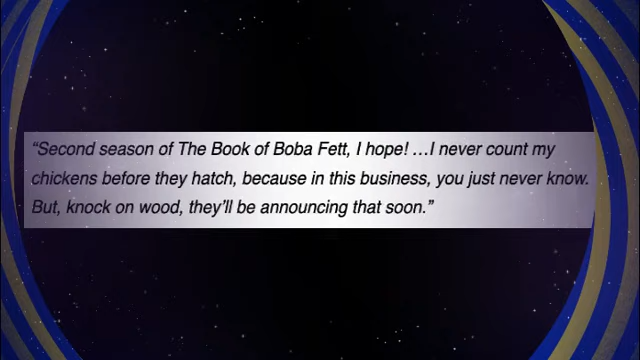 “Second season of The Book of Boba Fett, I hope! …I never count my
chickens before they hatch, because in this business, you just never know.
But, knock on wood, they’ll be announcing that soon.”